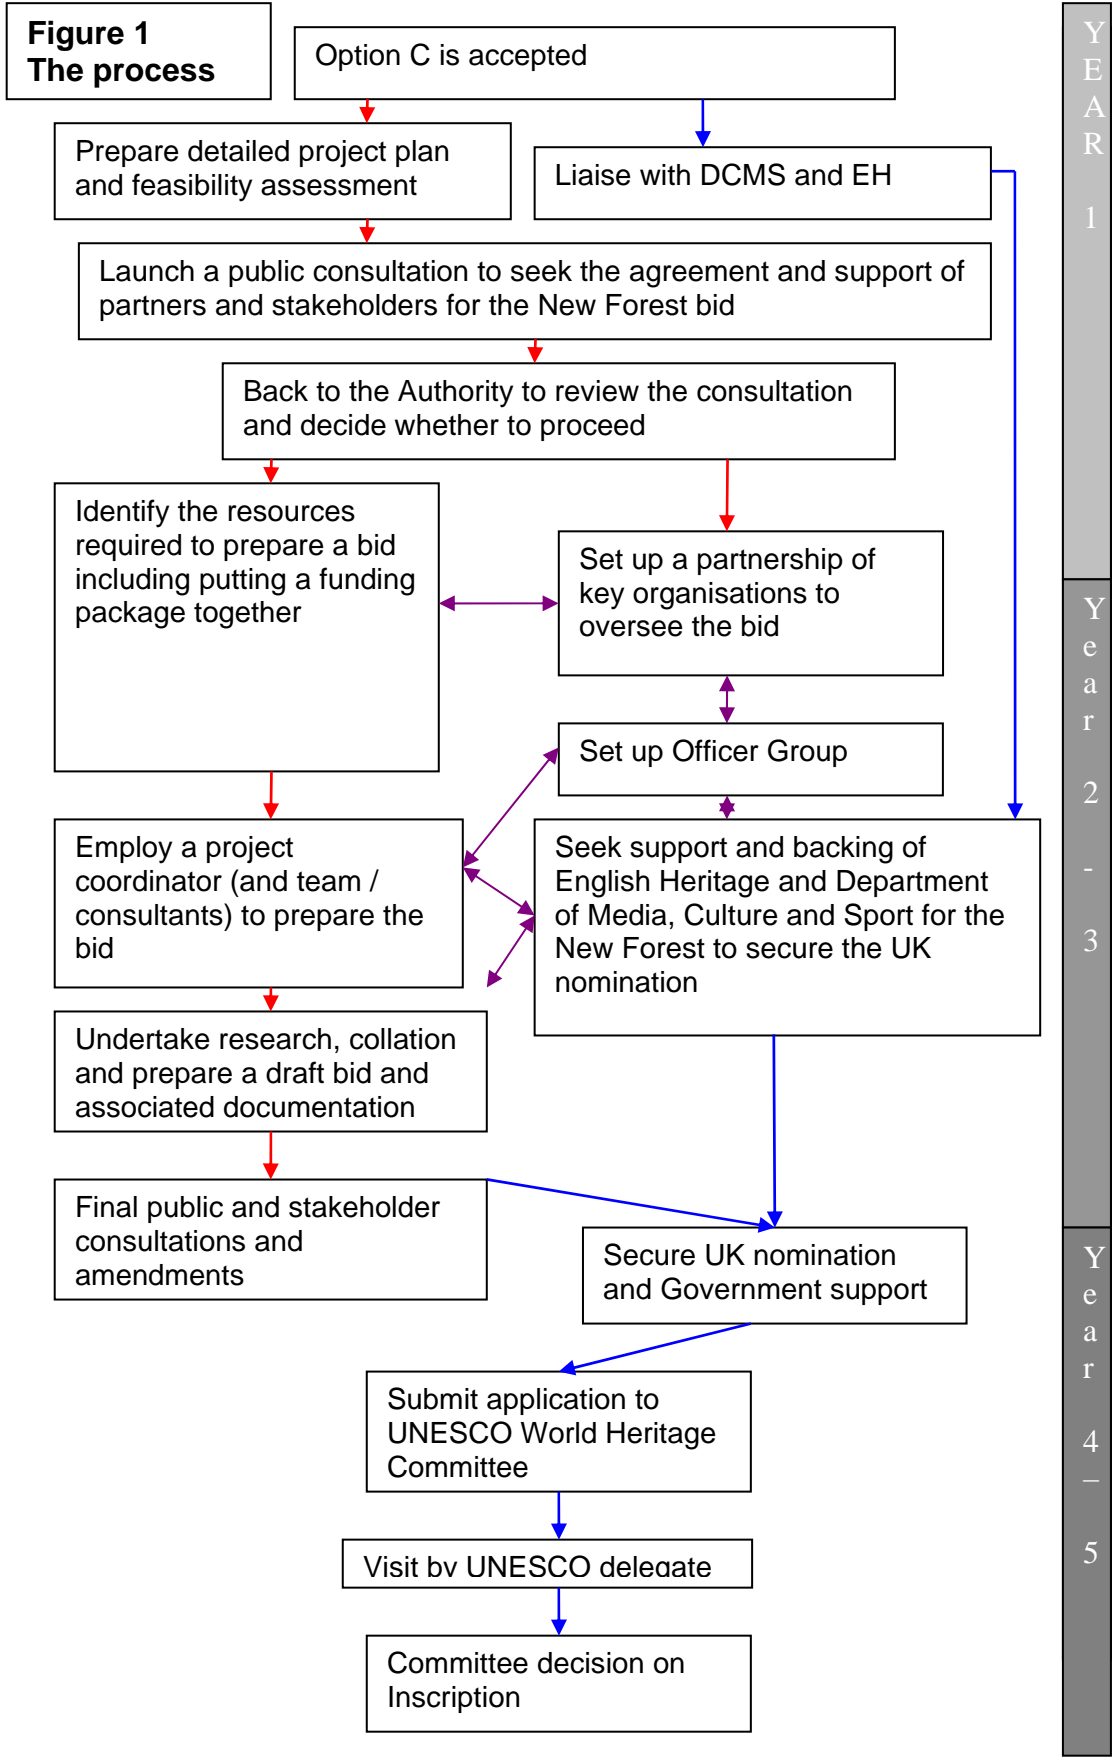 Figure 1
The process
Option C is accepted
Prepare detailed project plan
and feasibility assessment
Liaise with DCMS and EH
Launch a public consultation to seek the agreement and support of
partners and stakeholders for the New Forest bid
Back to the Authority to review the consultation
and decide whether to proceed
Identify the resources
required to prepare a bid
including putting a funding
package together
Set up a partnership of
key organisations to
oversee the bid
Set up Officer Group
Employ a project
coordinator (and team /
consultants) to prepare the
bid
Seek support and backing of
English Heritage and Department
of Media, Culture and Sport for the
New Forest to secure the UK
nomination
Undertake research, collation
and prepare a draft bid and
associated documentation
Final public and stakeholder
consultations and
amendments
Secure UK nomination
and Government support
Submit application to
UNESCO World Heritage
Committee
Visit by UNESCO delegate
Committee decision on
Inscription
YEAR 1
Year 2 - 3
Year 4 – 5